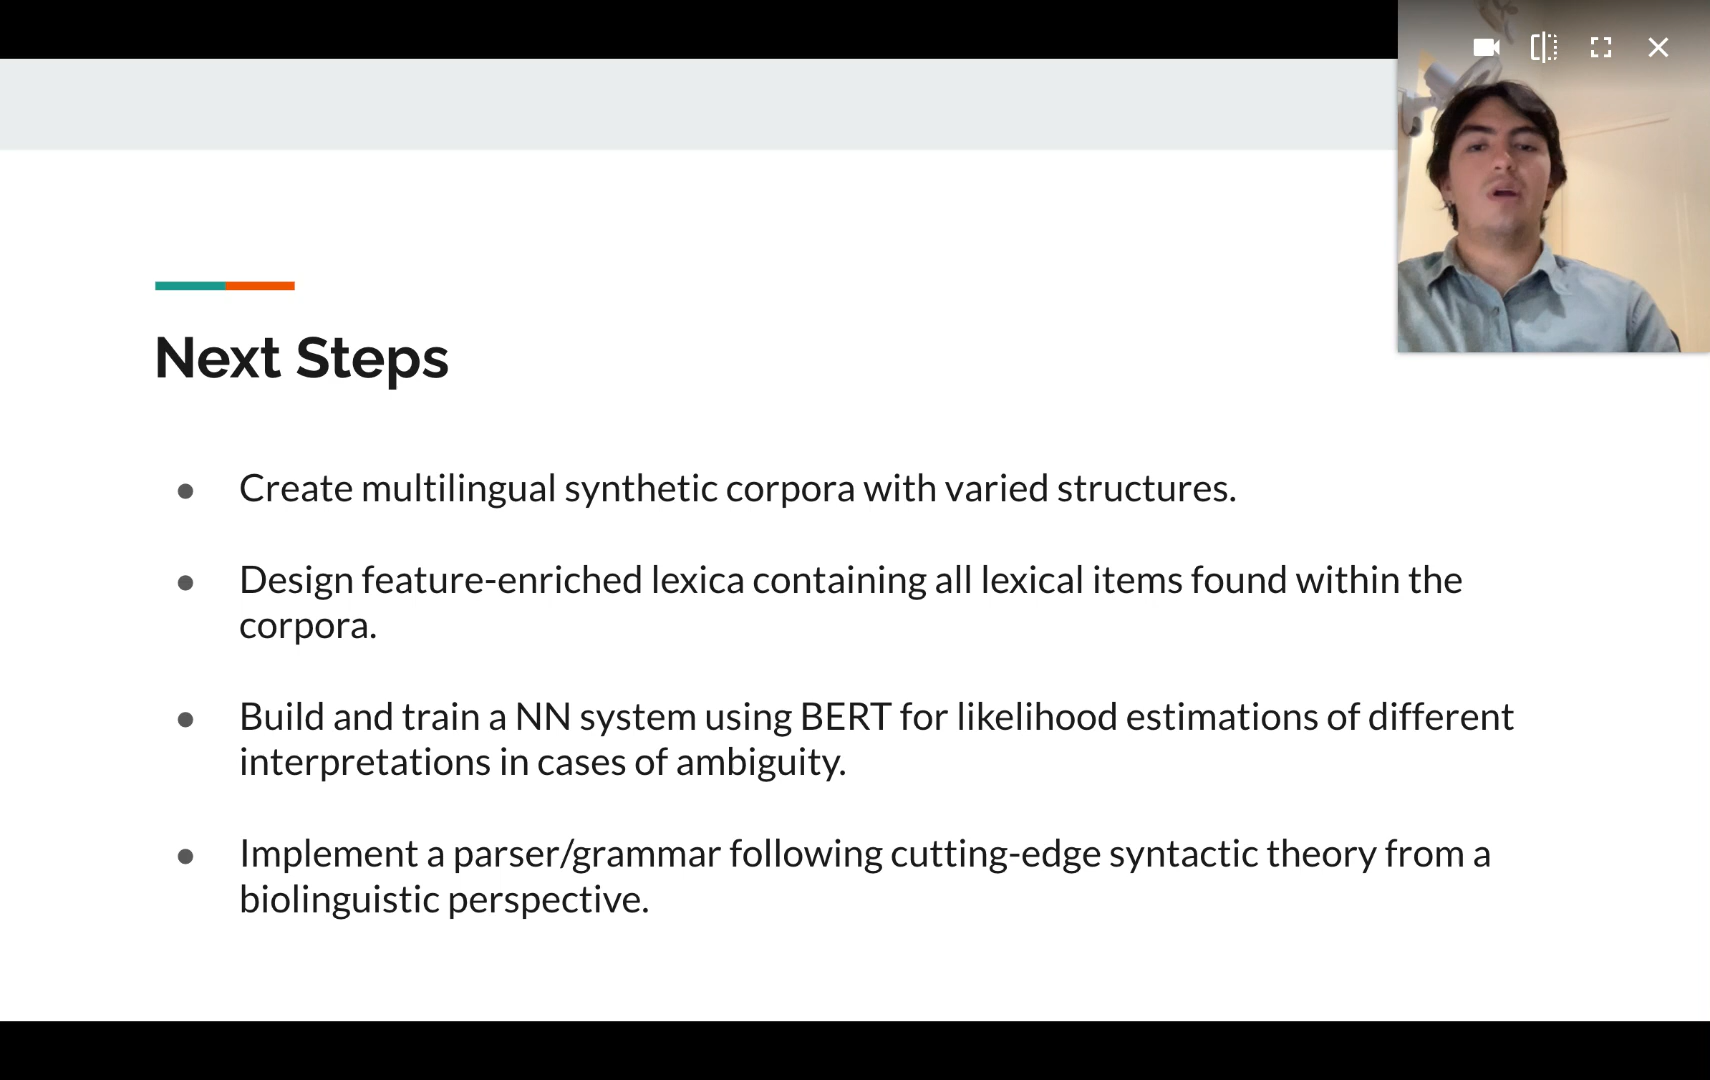 Next Steps
● Create multilingual synthetic corpora with varied structures.
● Design feature-enriched lexica containing all lexical items found within the
corpora.
● Build and train a NN system using BERT for likelihood estimations of different
interpretations in cases of ambiguity.
● Implement a parser/grammar following cutting-edge syntactic theory from a
biolinguistic perspective.